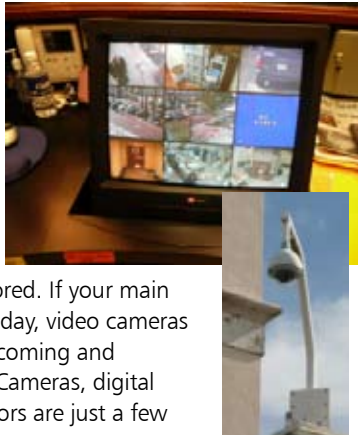 ored. If your main
day, video cameras
coming and
Cameras, digital
ors are just a few